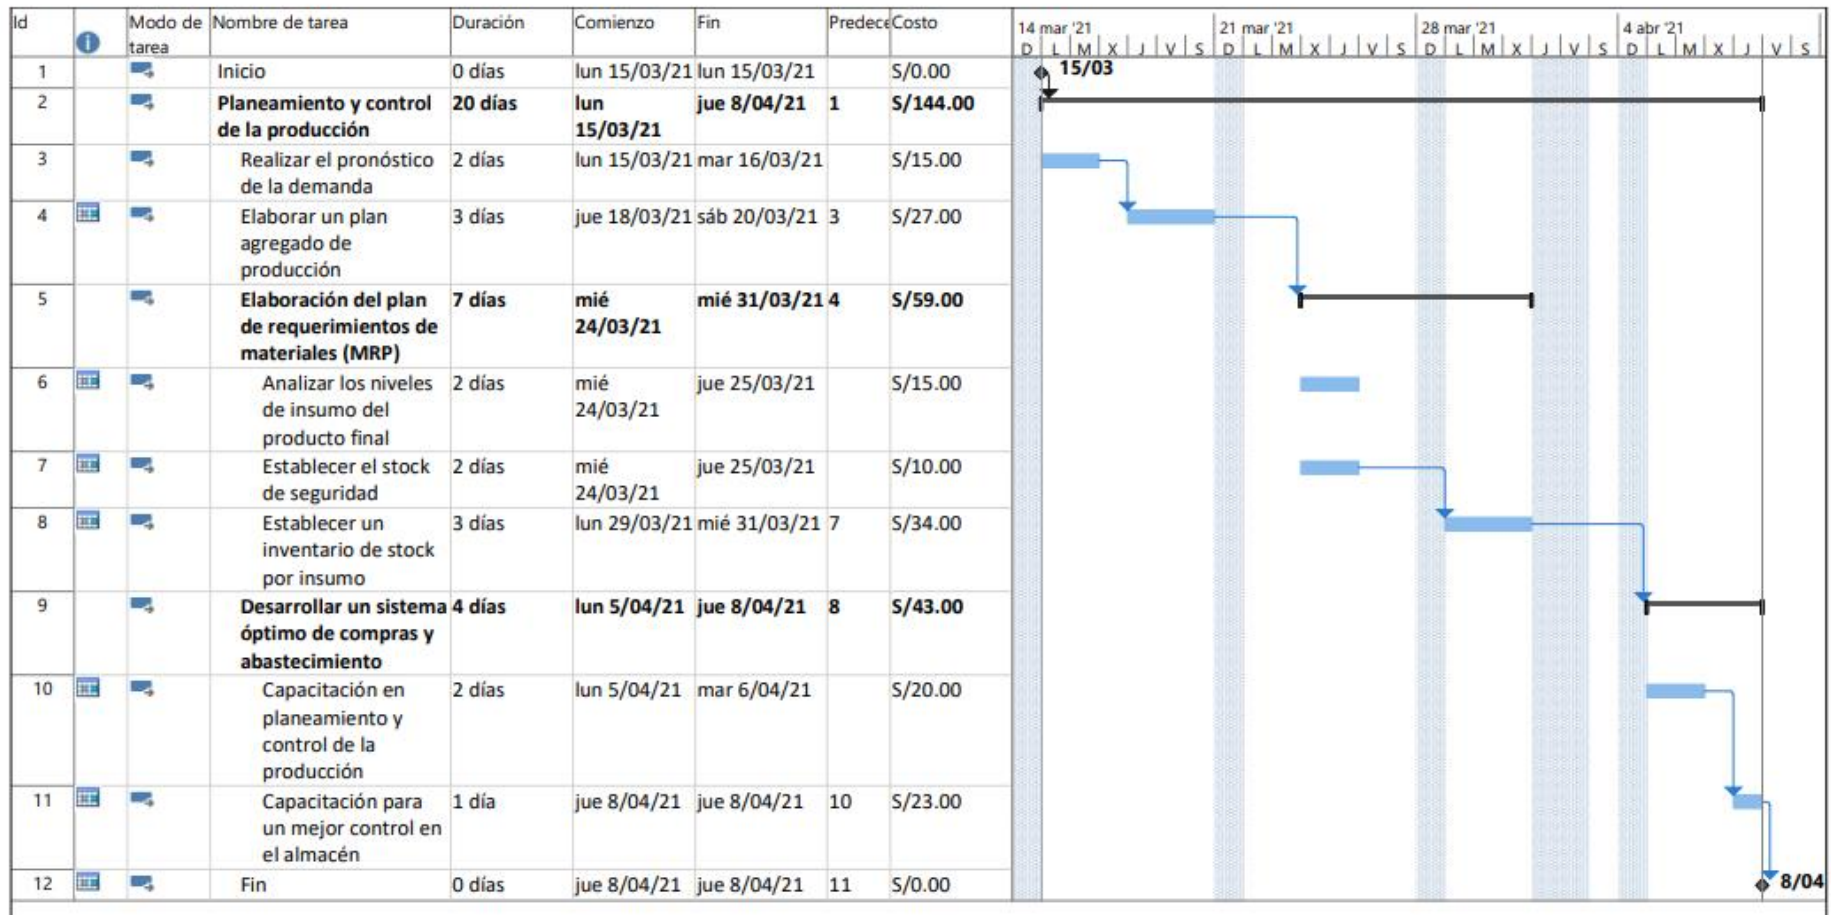 Id Modo de tarea Nombre de tarea Duración Comienzo Fin Predece Costo
14 mar '21 21 mar '21 28 mar '21 4 abr '21
D L M X J V S D L M X J V S D L M X J V S D L M X J V S
1 Inicio 0 días lun 15/03/21 lun 15/03/21 S/0.00
15/03
2 Planeamiento y control 20 días lun jue 8/04/21 1 S/144.00
de la producción 15/03/21
3 Realizar el pronóstico 2 días lun 15/03/21 mar 16/03/21 S/15.00
de la demanda
4 Elaborar un plan 3 días jue 18/03/21 sáb 20/03/21 3 S/27.00
agregado de
producción
5 Elaboración del plan 7 días mié mié 31/03/21 4 S/59.00
de requerimientos de 24/03/21
materiales (MRP)
6 Analizar los niveles 2 días mié jue 25/03/21 S/15.00
de insumo del 24/03/21
producto final
7 Establecer el stock 2 días mié jue 25/03/21 S/10.00
de seguridad 24/03/21
8 Establecer un 3 días lun 29/03/21 mié 31/03/21 7 S/34.00
inventario de stock
por insumo
9 Desarrollar un sistema 4 días lun 5/04/21 jue 8/04/21 8 S/43.00
óptimo de compras y
abastecimiento
10 Capacitación en 2 días lun 5/04/21 mar 6/04/21 S/20.00
planeamiento y
control de la
producción
11 Capacitación para 1 día jue 8/04/21 jue 8/04/21 10 S/23.00
un mejor control en
el almacén
12 Fin 0 días jue 8/04/21 jue 8/04/21 11 S/0.00
8/04